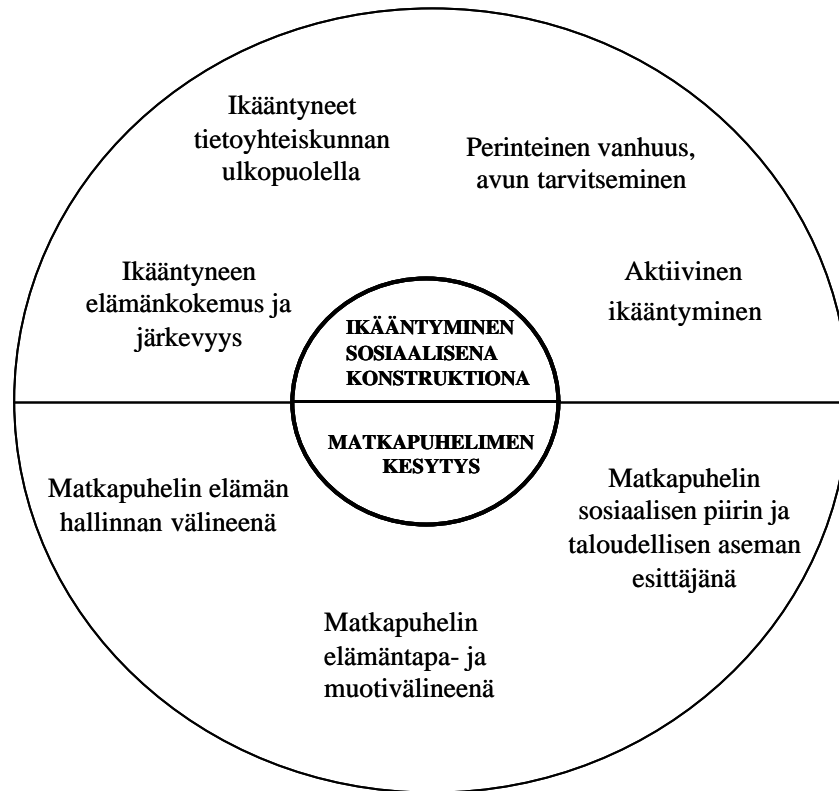 Ikääntyneet
tietoyhteiskunnan
ulkopuolella
Perinteinen vanhuus,
avun tarvitseminen
Ikääntyneen
elämänkokemus ja
järkevyys
Aktiivinen
ikääntyminen
IKÄÄNTYMINEN
SOSIAALISENA
KONSTRUKTIONA
MATKAPUHELIMEN
KESYTYS
Matkapuhelin elämän
hallinnan välineenä
Matkapuhelin
sosiaalisen piirin ja
taloudellisen aseman
esittäjänä
Matkapuhelin
elämäntapa- ja
muotivälineenä